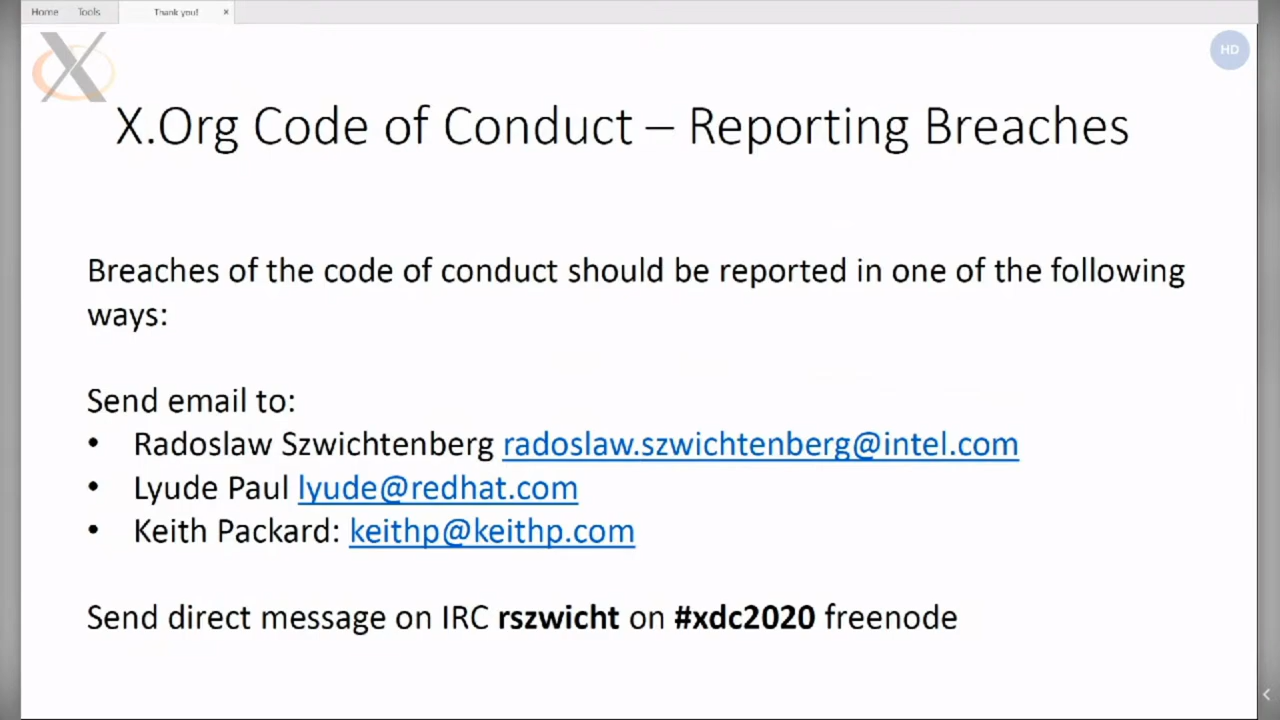 Home Tools Thank you! ×
HD
X.Org Code of Conduct – Reporting Breaches
Breaches of the code of conduct should be reported in one of the following
ways:
Send email to:
• Radoslaw Szwichtenberg radoslaw.szwichtenberg@intel.com
• Lyude Paul lyude@redhat.com
• Keith Packard: keithp@keithp.com
Send direct message on IRC rszwicht on #xdc2020 freenode